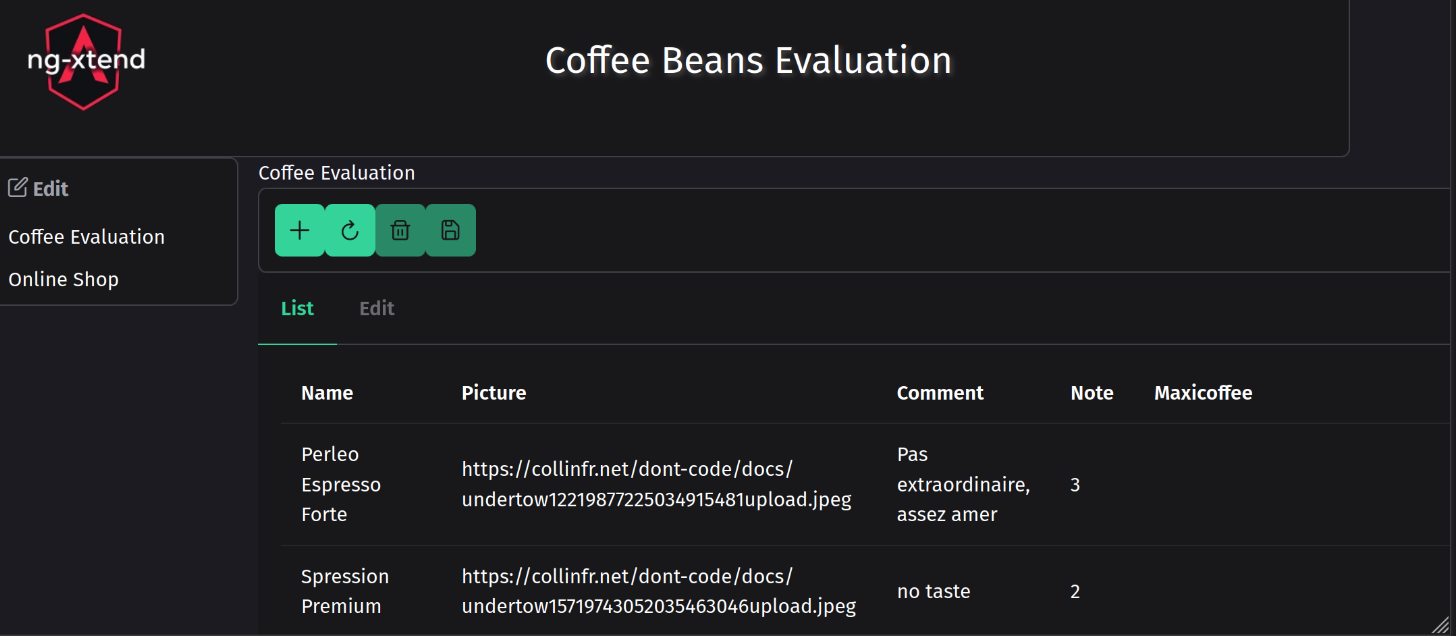 ng-xtend
Coffee Beans Evaluation
Edit
Coffee Evaluation
Online Shop
Coffee Evaluation
List Edit
Name Picture Comment Note Maxicoffee
Perleo
Espresso
Forte
https://collinfr.net/dont-code/docs/
undertow12219877225034915481upload.jpeg
Pas
extraordinaire,
assez amer
3
Spression
Premium
https://collinfr.net/dont-code/docs/
undertow15719743052035463046upload.jpeg
no taste
2